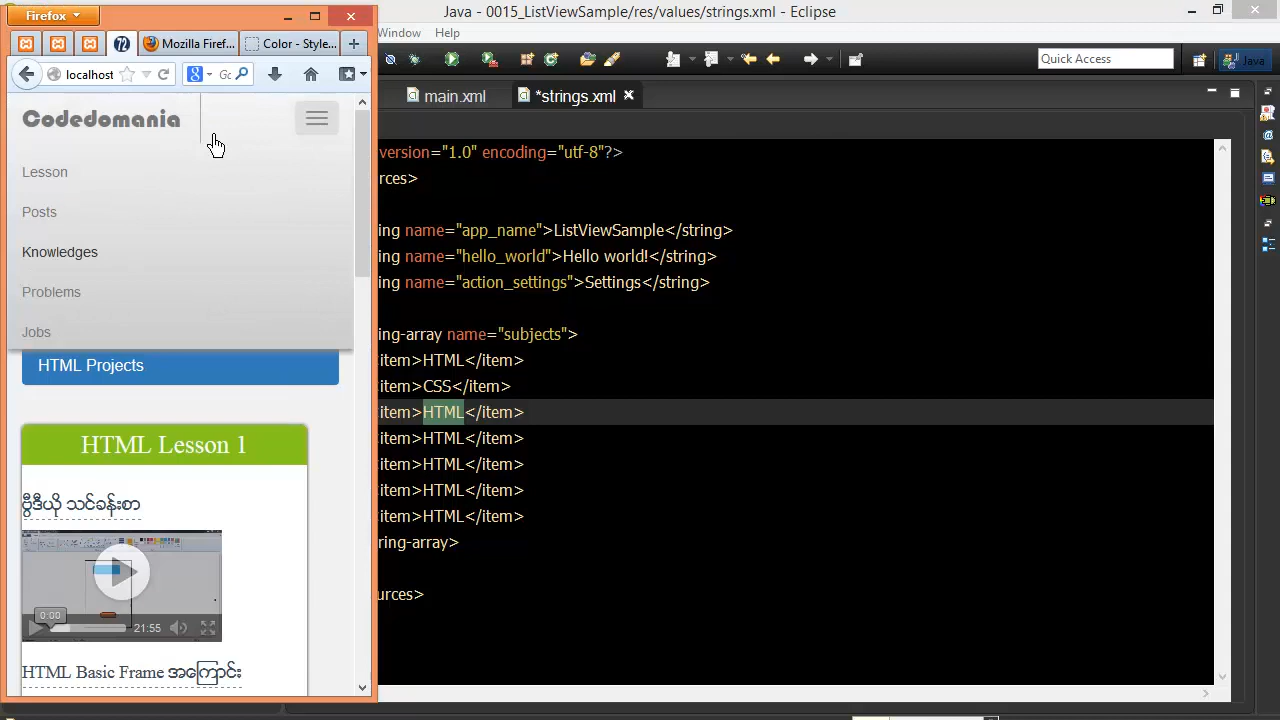 Firefox
Java - 0015_ListViewSample/res/values/strings.xml - Eclipse
Window Help
72 Mozilla Firef... Color - Style...
localhost
Quick Access
Java
main.xml
*strings.xml
Codedomania
Lesson
Posts
Knowledges
Problems
Jobs
HTML Projects
HTML Lesson 1
ဗွီဒီယို သင်ခန်းစာ
0:00
21:55
HTML Basic Frame အကြောင်း
version="1.0" encoding="utf-8"?>
rces>
ing name="app_name">ListViewSample</string>
ing name="hello_world">Hello world!</string>
ing name="action_settings">Settings</string>
ing-array name="subjects">
item>HTML</item>
item>CSS</item>
item>HTML</item>
item>HTML</item>
item>HTML</item>
item>HTML</item>
item>HTML</item>
ring-array>
urces>